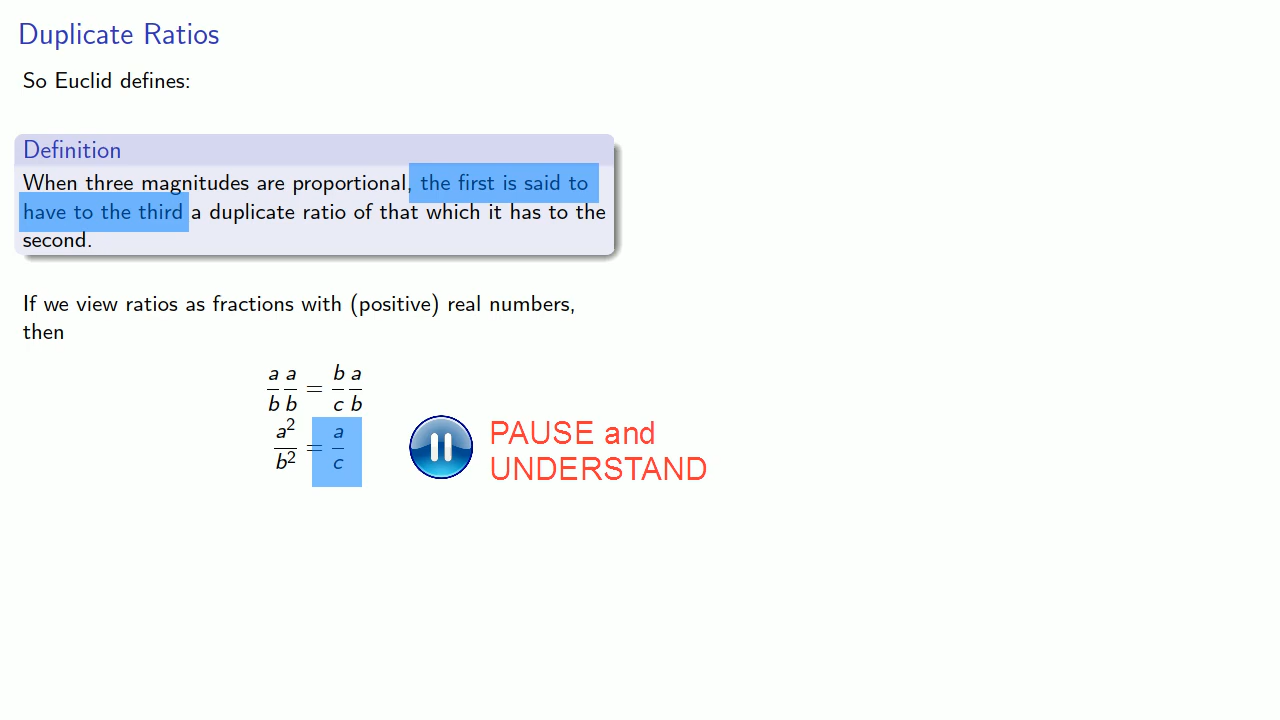 Duplicate Ratios
So Euclid defines:
Definition
When three magnitudes are proportional, the first is said to
have to the third a duplicate ratio of that which it has to the
second.
If we view ratios as fractions with (positive) real numbers,
then
a/b a/b = b/c a/b
a²/b² = a/c
PAUSE and
UNDERSTAND